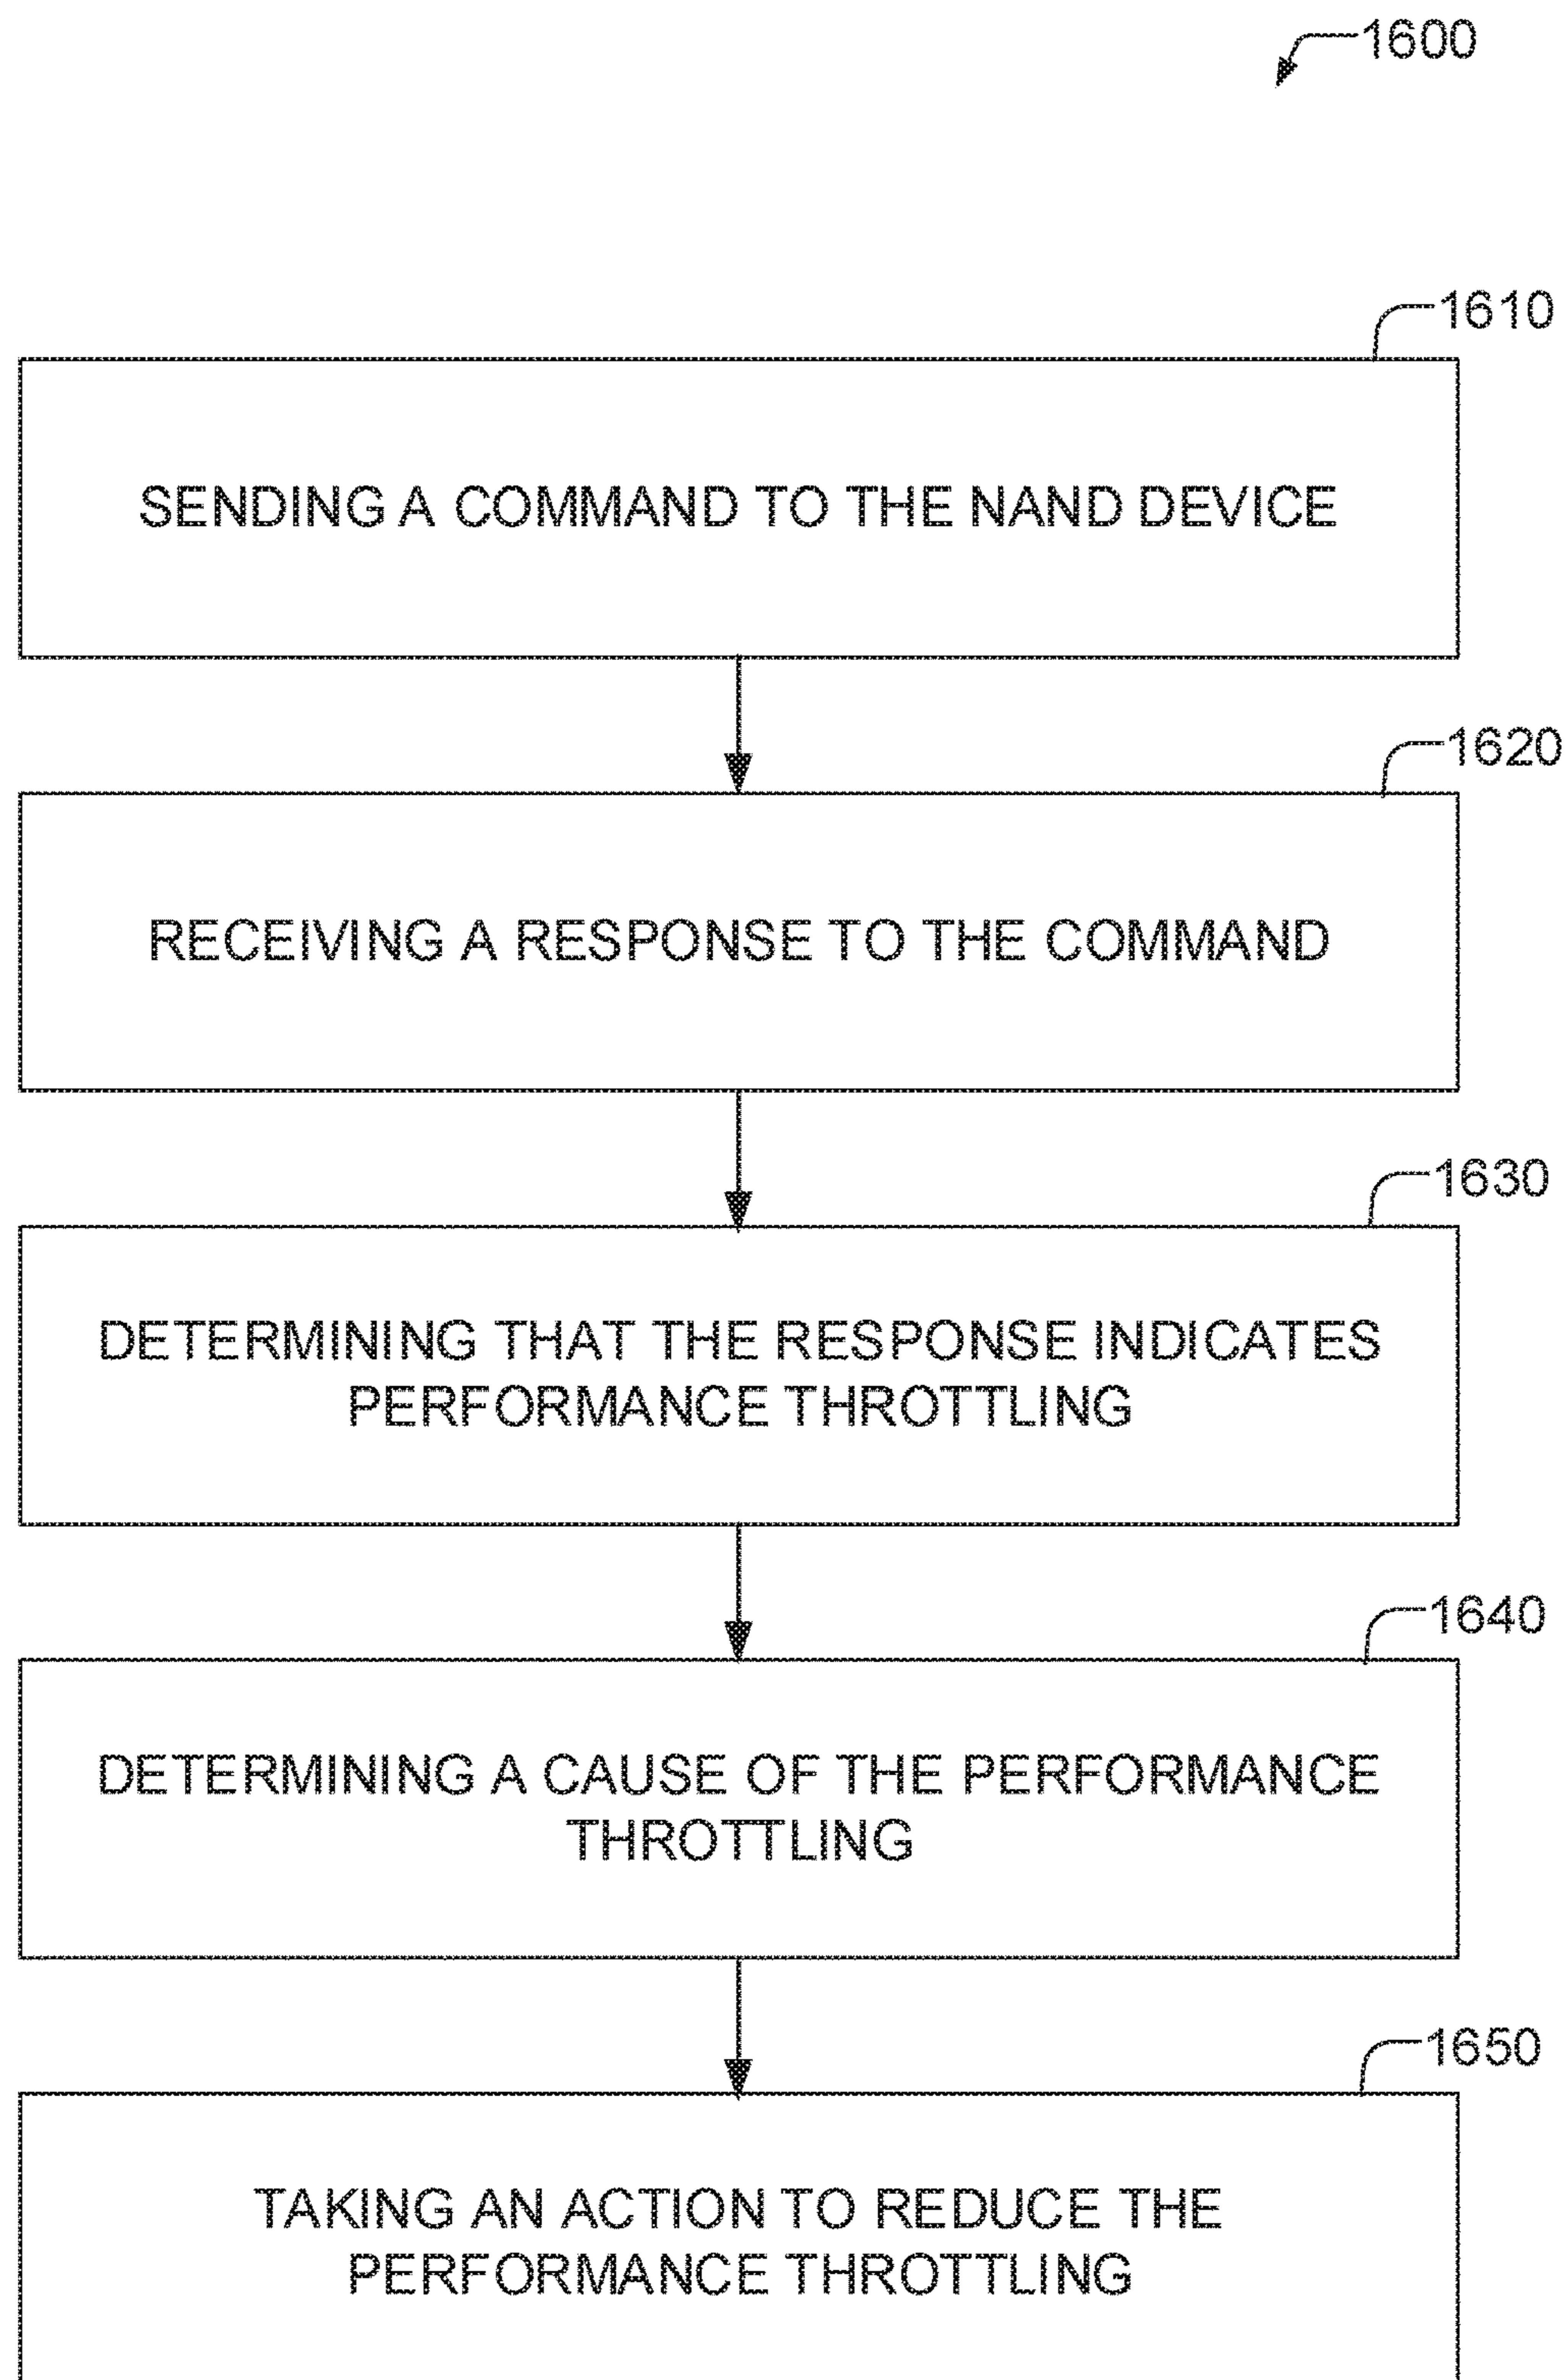 1600
1610
SENDING A COMMAND TO THE NAND DEVICE
1620
RECEIVING A RESPONSE TO THE COMMAND
1630
DETERMINING THAT THE RESPONSE INDICATES
PERFORMANCE THROTTLING
1640
DETERMINING A CAUSE OF THE PERFORMANCE
THROTTLING
1650
TAKING AN ACTION TO REDUCE THE
PERFORMANCE THROTTLING